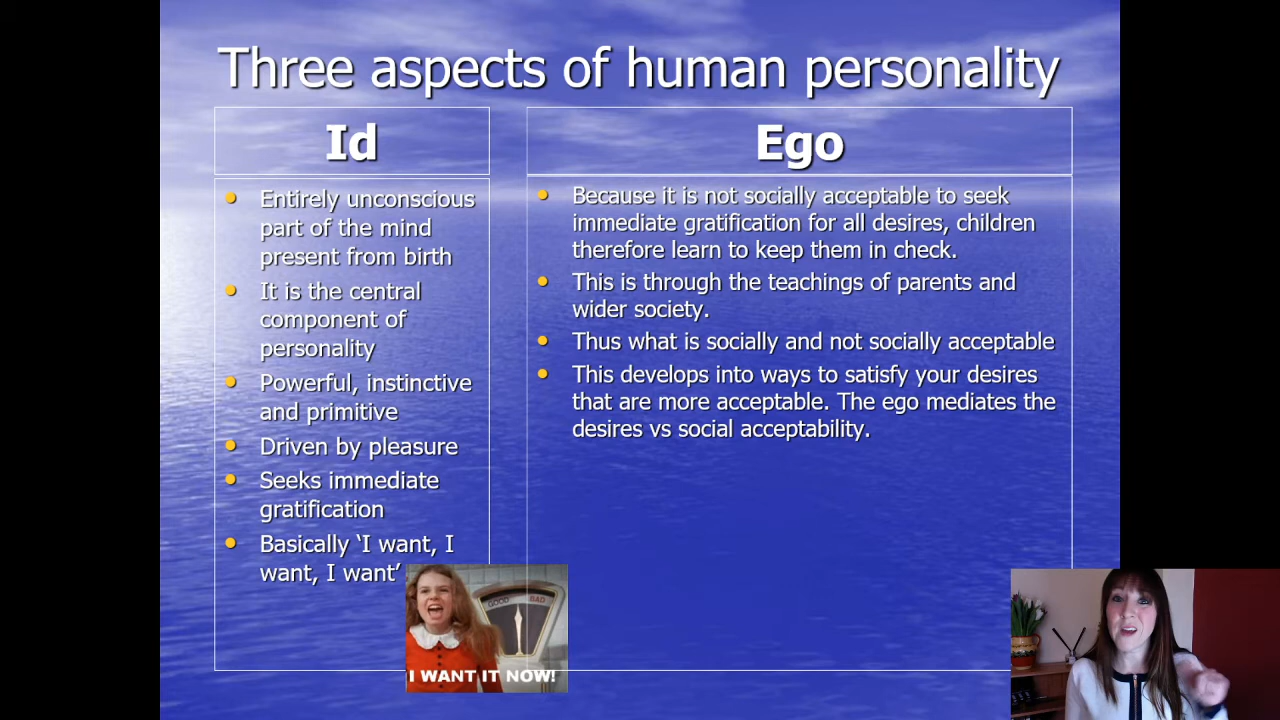 Three aspects of human personality
Id
Entirely unconscious
part of the mind
present from birth
It is the central
component of
personality
Powerful, instinctive
and primitive
Driven by pleasure
Seeks immediate
gratification
Basically ‘I want, I
want, I want’
GOOD BAD
I WANT IT NOW!
Ego
Because it is not socially acceptable to seek
immediate gratification for all desires, children
therefore learn to keep them in check.
This is through the teachings of parents and
wider society.
Thus what is socially and not socially acceptable
This develops into ways to satisfy your desires
that are more acceptable. The ego mediates the
desires vs social acceptability.